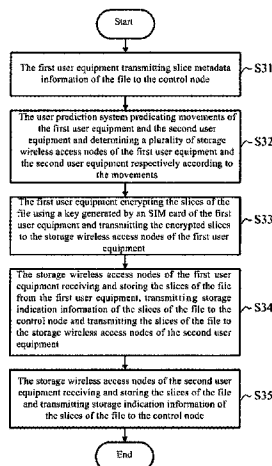 Start
The first user equipment transmitting slice metadata
information of the file to the control node
S31
The user prediction system predicating movements of
the first user equipment and the second user
equipment and determining a plurality of storage
wireless access nodes of the first user equipment and
the second user equipment respectively according to
the movements
S32
The first user equipment encrypting the slices of the
file using a key generated by an SIM card of the first
user equipment and transmitting the encrypted slices
to the storage wireless access nodes of the first user
equipment
S33
The storage wireless access nodes of the first user
equipment receiving and storing the slices of the file
from the first user equipment, transmitting storage
indication information of the slices of the file to the
control node and transmitting the slices of the file to
the storage wireless access nodes of the second user
equipment
S34
The storage wireless access nodes of the second user
equipment receiving and storing the slices of the file
and transmitting storage indication information of
the slices of the file to the control node
S35
End